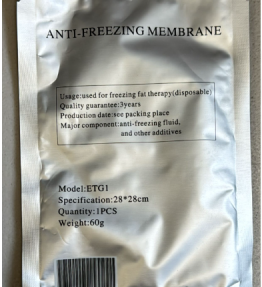 ANTI-FREEZING MEMBRANE
Usage:used for freezing fat therapy(disposable)
Quality guarantee:3years
Production date:see packing place
Major component:anti-freezing fluid,
and other additives
Model:ETG1
Specification:28*28cm
Quantity:1PCS
Weight:60g